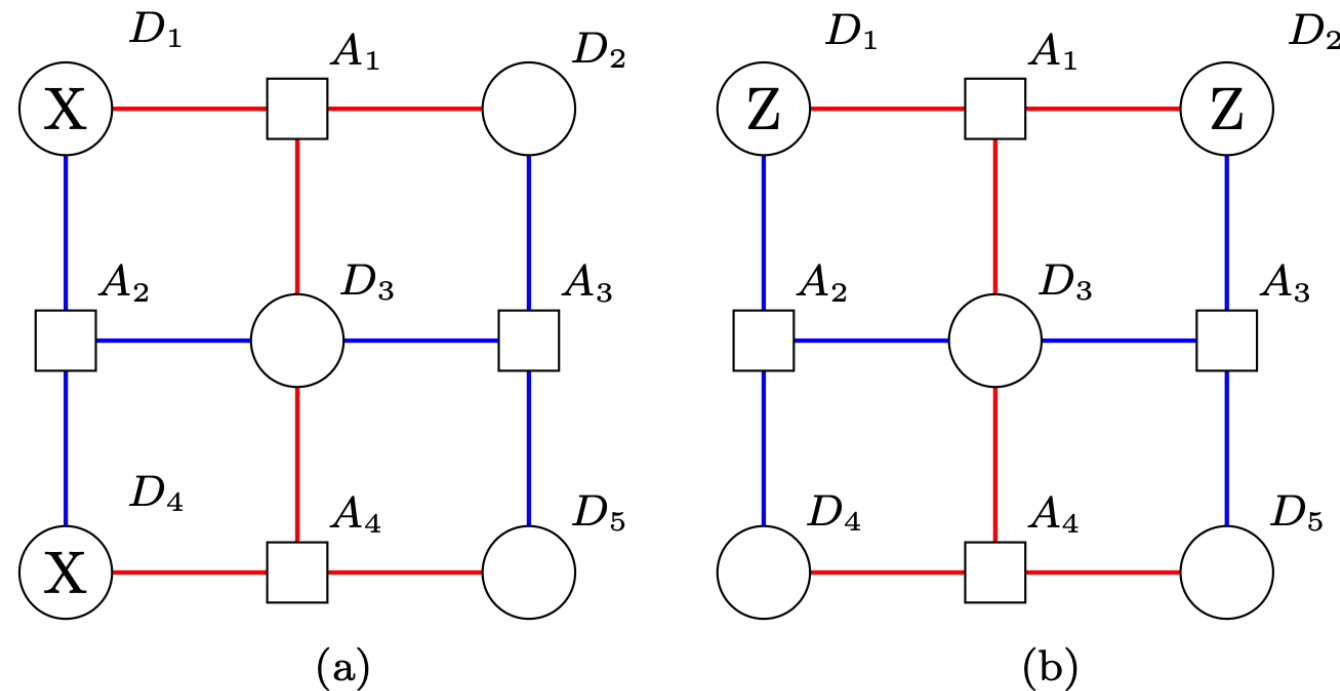 D₁ A₁ D₂
X
A₂ D₃ A₃
D₄ A₄ D₅
X
(a)
D₁ A₁ D₂
Z Z
A₂ D₃ A₃
D₄ A₄ D₅
(b)